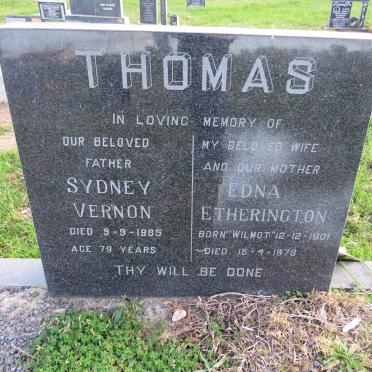 THOMAS
IN LOVING MEMORY OF
OUR BELOVED
FATHER
SYDNEY
VERNON
DIED 9-9-1985
AGE 79 YEARS
MY BELOVED WIFE
AND OUR MOTHER
EDNA
ETHERINGTON
BORN "WILMOT" 12-12-1901
DIED 16-4-1978
THY WILL BE DONE